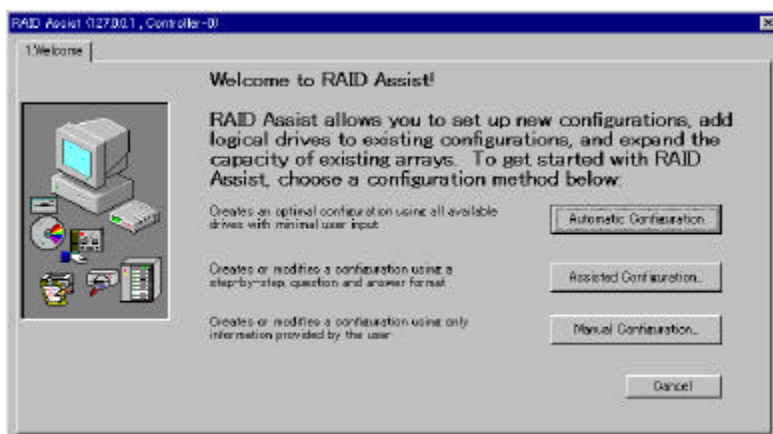 RAID Assist (127.0.0.1 , Controller-0)
1.Welcome
Welcome to RAID Assist!
RAID Assist allows you to set up new configurations, add
logical drives to existing configurations, and expand the
capacity of existing arrays. To get started with RAID
Assist, choose a configuration method below:
Creates an optimal configuration using all available
drives with minimal user input
Automatic Configuration
Creates or modifies a configuration using a
step-by-step, question and answer format
Assisted Configuration...
Creates or modifies a configuration using only
information provided by the user
Manual Configuration...
Cancel